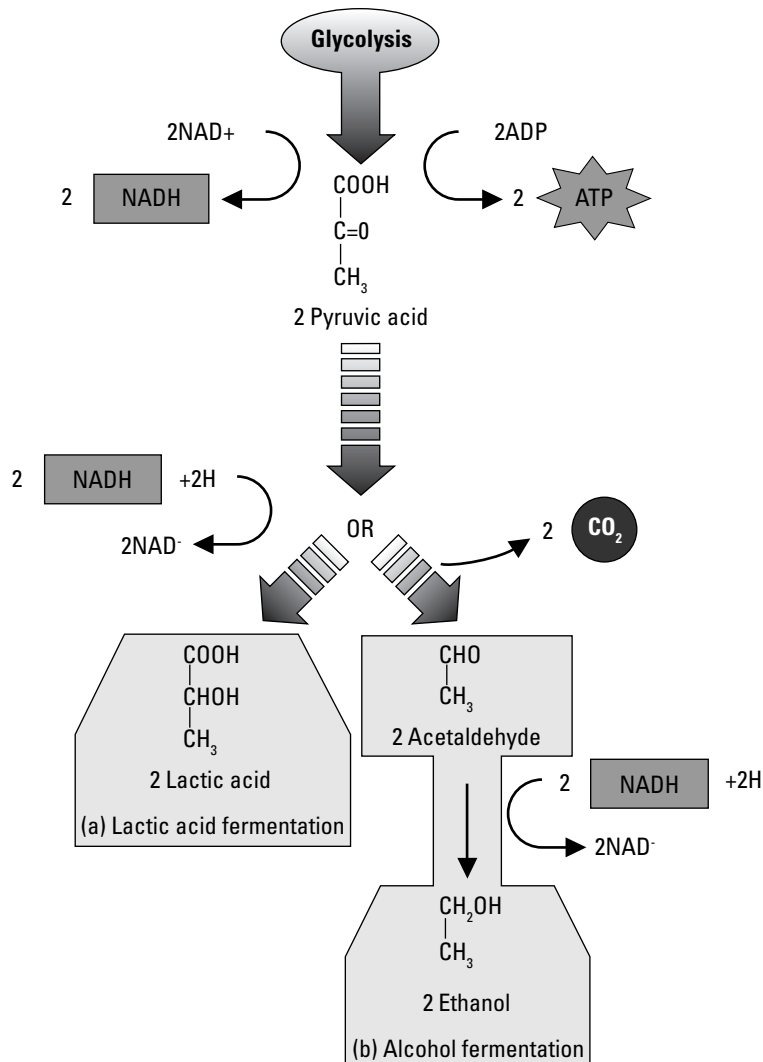 Glycolysis
2NAD+
2ADP
2 NADH
2 ATP
COOH
C=0
CH₃
2 Pyruvic acid
2 NADH +2H
2NAD-
OR
2 CO₂
COOH
CHOH
CH₃
2 Lactic acid
(a) Lactic acid fermentation
CHO
CH₃
2 Acetaldehyde
2 NADH +2H
2NAD-
CH₂OH
CH₃
2 Ethanol
(b) Alcohol fermentation